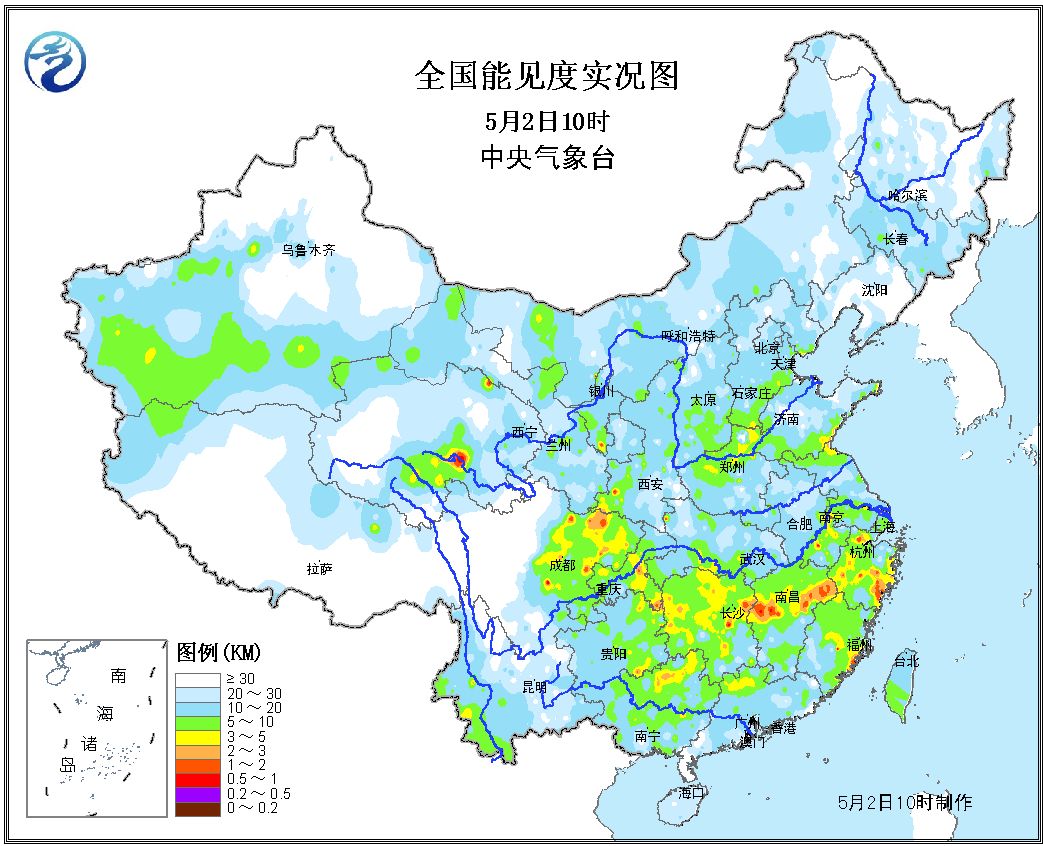 全国能见度实况图
5月2日10时
中央气象台
哈尔滨
长春
乌鲁木齐
沈阳
呼和浩特
北京
天津
银川
石家庄
太原
济南
西宁
兰州
郑州
西安
南京
合肥
上海
杭州
武汉
成都
拉萨
重庆
南昌
长沙
福州
贵阳
台北
昆明
广州
香港
南宁
澳门
海口
南
海
诸
岛
图例(KM)
≥30
20～30
10～20
5～10
3～5
2～3
1～2
0.5～1
0.2～0.5
0～0.2
5月2日10时制作